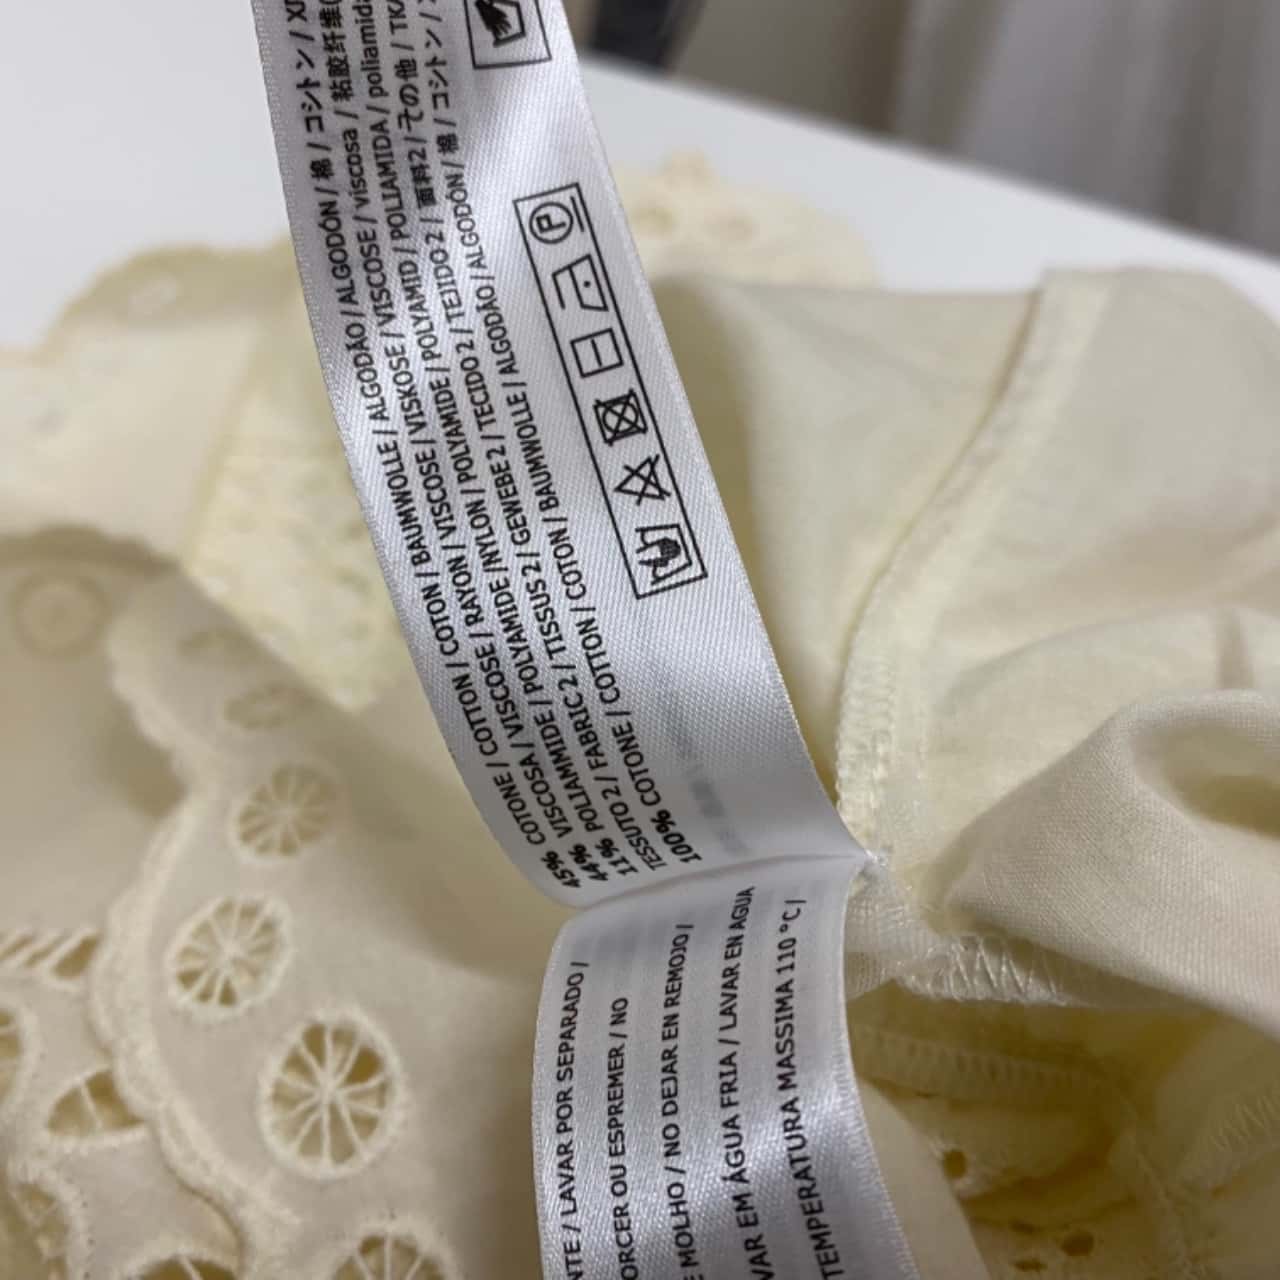 45% COTONE / COTTON / COTON / BAUMWOLLE / ALGODÃO / ALGODÓN / 棉 / コットン /
44% VISCOSA / VISCOSE / RAYON / VISCOSE / VISKOSE / VISCOSE / viscosa / 粘胶纤维
11% POLIAMMIDE / POLYAMIDE / NYLON / POLYAMIDE / POLYAMID / POLIAMIDA / poliamida
TESSUTO 2 / FABRIC 2 / TISSUS 2 / GEWEBE 2 / TECIDO 2 / TEJIDO 2 / 面料2 / その他 /
100% COTONE / COTTON / COTON / BAUMWOLLE / ALGODÃO / ALGODÓN / 棉 / コットン /
P
NTE / LAVAR POR SEPARADO /
ORCER OU ESPREMER / NO
E MOLHO / NO DEJAR EN REMOJO /
VAR EM ÁGUA FRIA / LAVAR EN AGUA
TEMPERATURA MASSIMA 110 °C /